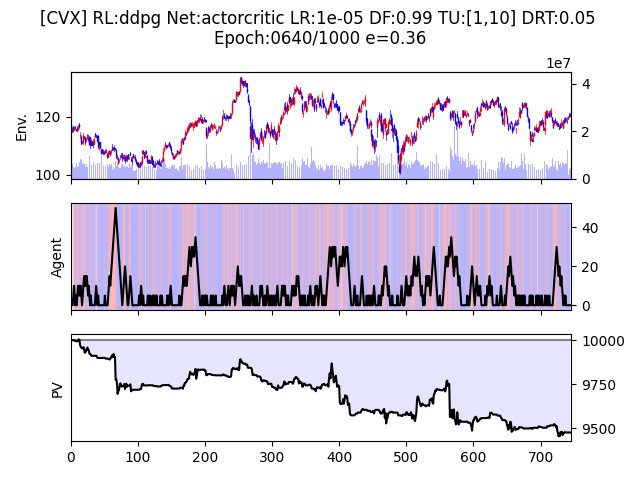 [CVX] RL:ddpg Net:actorcritic LR:1e-05 DF:0.99 TU:[1,10] DRT:0.05
Epoch:0640/1000 e=0.36
1e7
Env.
120
100
4
2
0
Agent
40
20
0
PV
10000
9750
9500
0 100 200 300 400 500 600 700